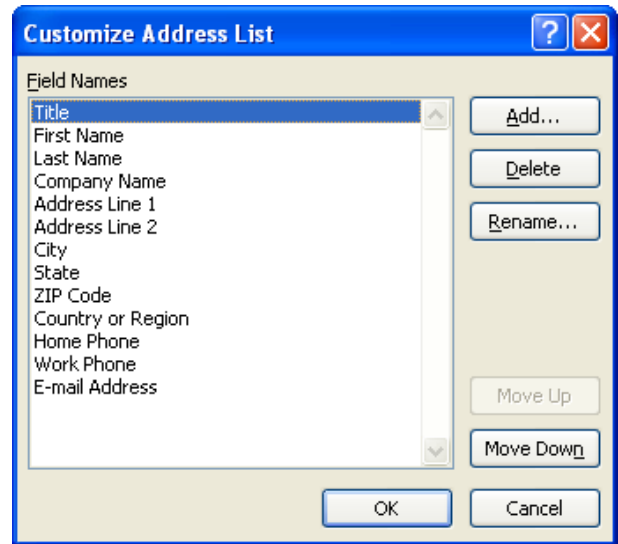 Customize Address List
Field Names
Title
First Name
Last Name
Company Name
Address Line 1
Address Line 2
City
State
ZIP Code
Country or Region
Home Phone
Work Phone
E-mail Address
Add...
Delete
Rename...
Move Up
Move Down
OK
Cancel